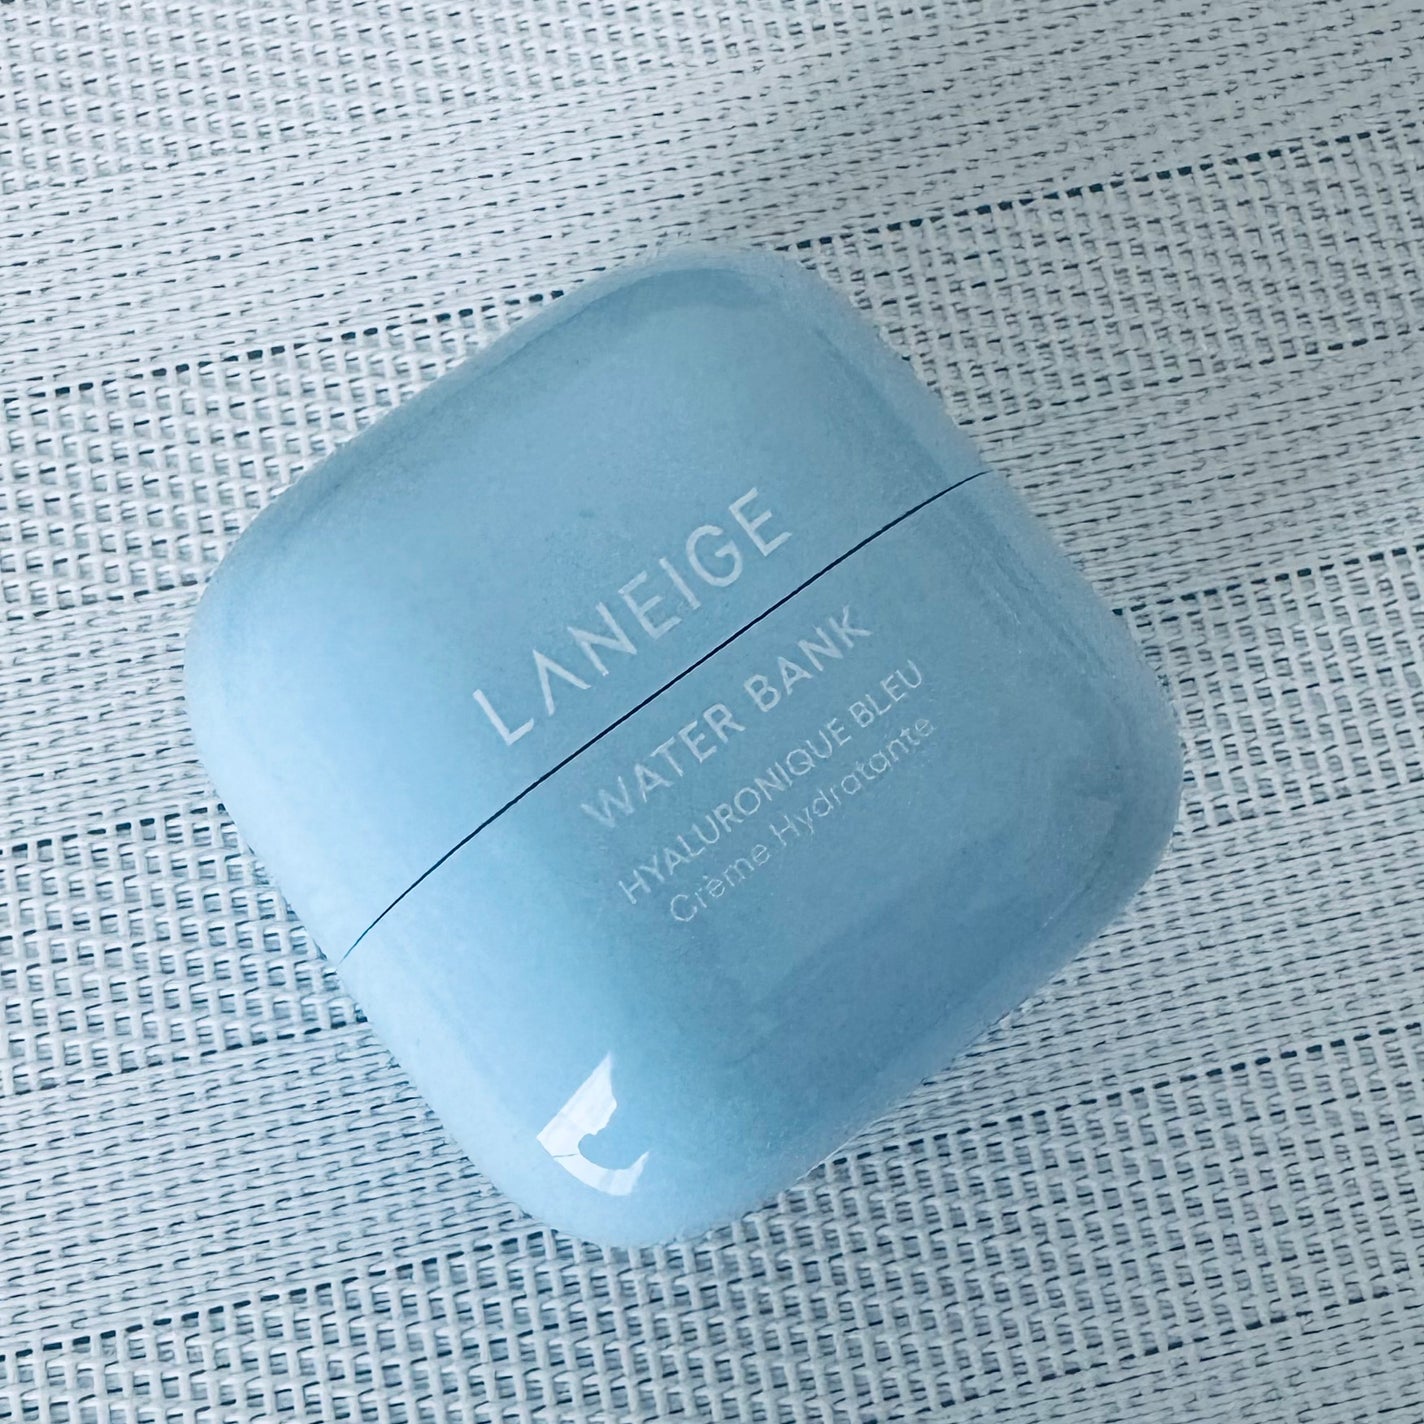 LANEIGE
WATER BANK
HYALURONIQUE BLEU
Crème Hydratante